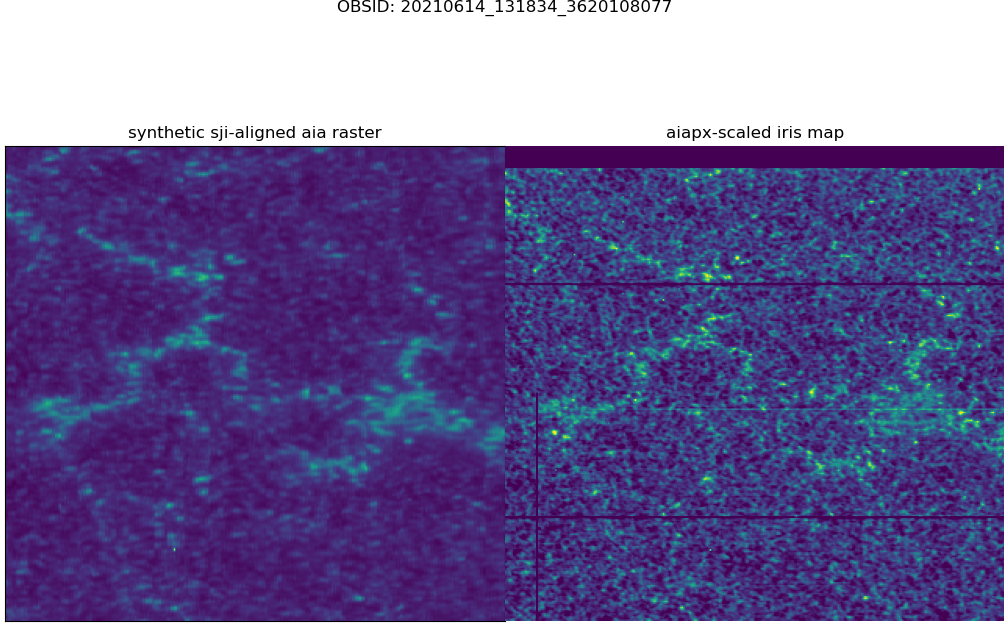 OBSID: 20210614_131834_3620108077
synthetic sji-aligned aia raster
aiapx-scaled iris map